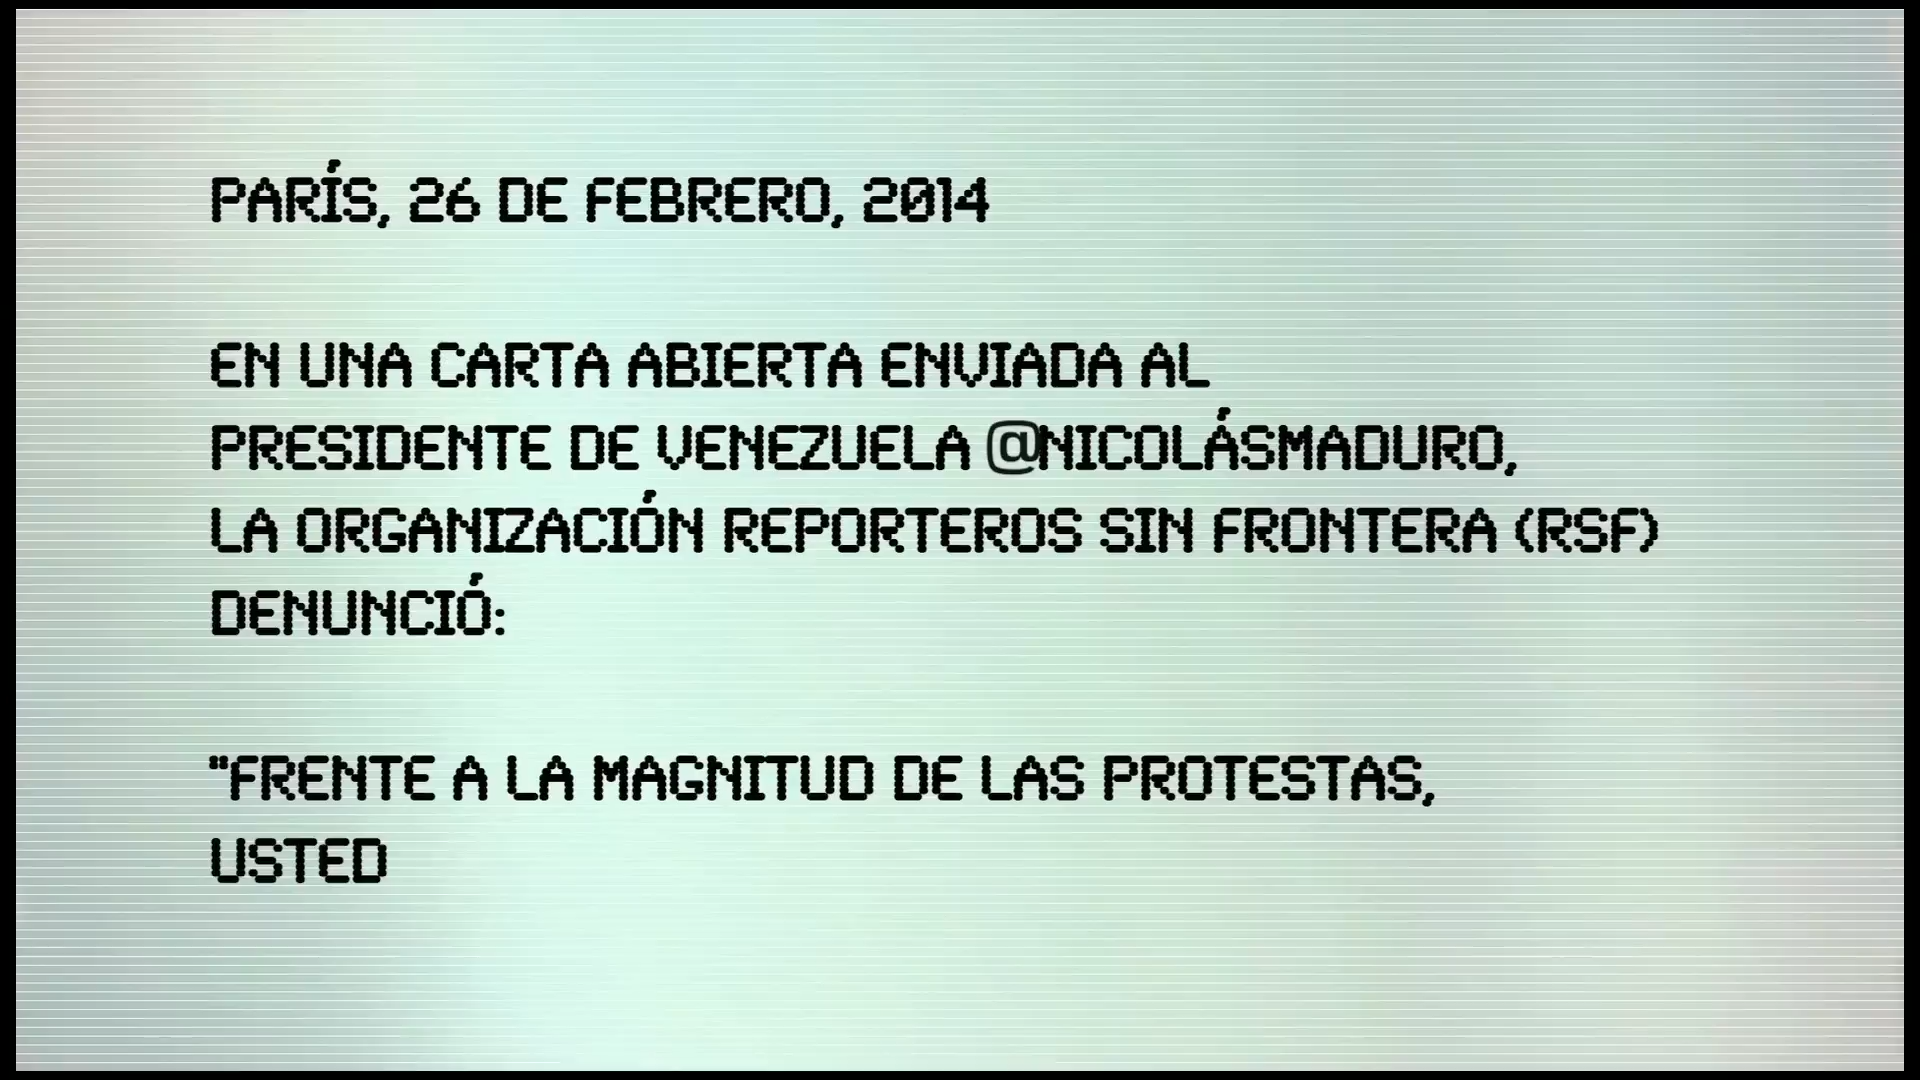 PARÍS, 26 DE FEBRERO, 2014
EN UNA CARTA ABIERTA ENVIADA AL
PRESIDENTE DE VENEZUELA @NICOLÁSMADURO,
LA ORGANIZACIÓN REPORTEROS SIN FRONTERA (RSF)
DENUNCIÓ:
"FRENTE A LA MAGNITUD DE LAS PROTESTAS,
USTED